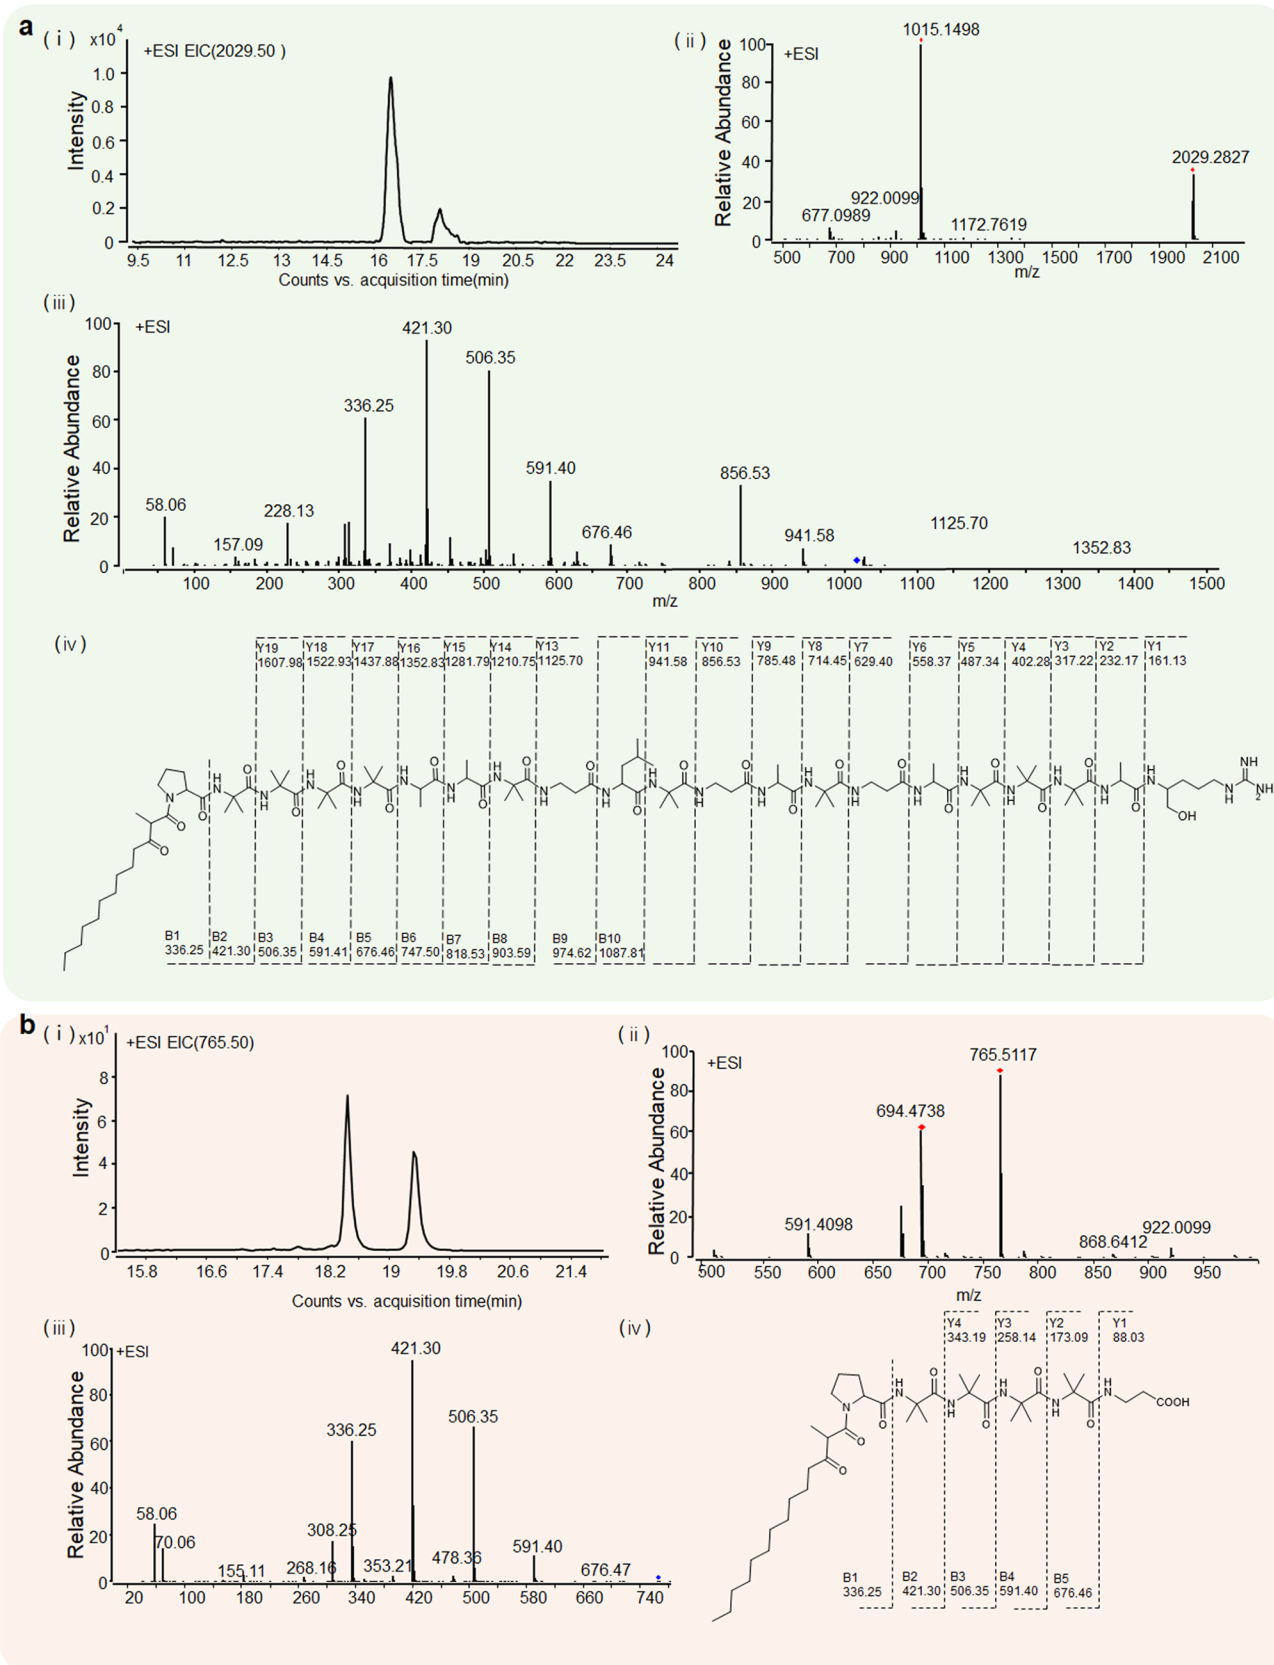 a
(i)
x10 4
+ESI EIC(2029.50 )
Intensity
1.0
0.8
0.6
0.4
0.2
0
9.5 11 12.5 13 14.5 16 17.5 19 20.5 22 23.5 24
Counts vs. acquisition time(min)
(ii)
+ESI
Relative Abundance
100
80
60
40
20
0
1015.1498
2029.2827
922.0099
677.0989
1172.7619
500 700 900 1100 1300 1500 1700 1900 2100
m/z
(iii)
+ESI
Relative Abundance
100
80
60
40
20
0
421.30
506.35
336.25
591.40
856.53
58.06
228.13
676.46
1125.70
157.09
941.58
1352.83
100 200 300 400 500 600 700 800 900 1000 1100 1200 1300 1400 1500
m/z
(iv)
Y19 Y18 Y17 Y16 Y15 Y14 Y13 Y11 Y10 Y9 Y8 Y7 Y6 Y5 Y4 Y3 Y2 Y1
1607.98 1522.93 1437.88 1352.83 1281.79 1210.75 1125.70 941.58 856.53 785.48 714.45 629.40 558.37 487.34 402.28 317.22 232.17 161.13
B1 B2 B3 B4 B5 B6 B7 B8 B9 B10
336.25 421.30 506.35 591.41 676.46 747.50 818.53 903.59 974.62 1087.81
b
(i)
x10 1
+ESI EIC(765.50)
Intensity
8
6
4
2
0
15.8 16.6 17.4 18.2 19 19.8 20.6 21.4
Counts vs. acquisition time(min)
(ii)
+ESI
Relative Abundance
100
80
60
40
20
0
765.5117
694.4738
591.4098
922.0099
868.6412
500 550 600 650 700 750 800 850 900 950
m/z
(iii)
+ESI
Relative Abundance
100
80
60
40
20
0
421.30
506.35
336.25
58.06
308.25
70.06
591.40
478.36
155.11
268.16
353.21
676.47
20 100 180 260 340 420 500 580 660 740
(iv)
Y4 Y3 Y2 Y1
343.19 258.14 173.09 88.03
COOH
B1 B2 B3 B4 B5
336.25 421.30 506.35 591.40 676.46